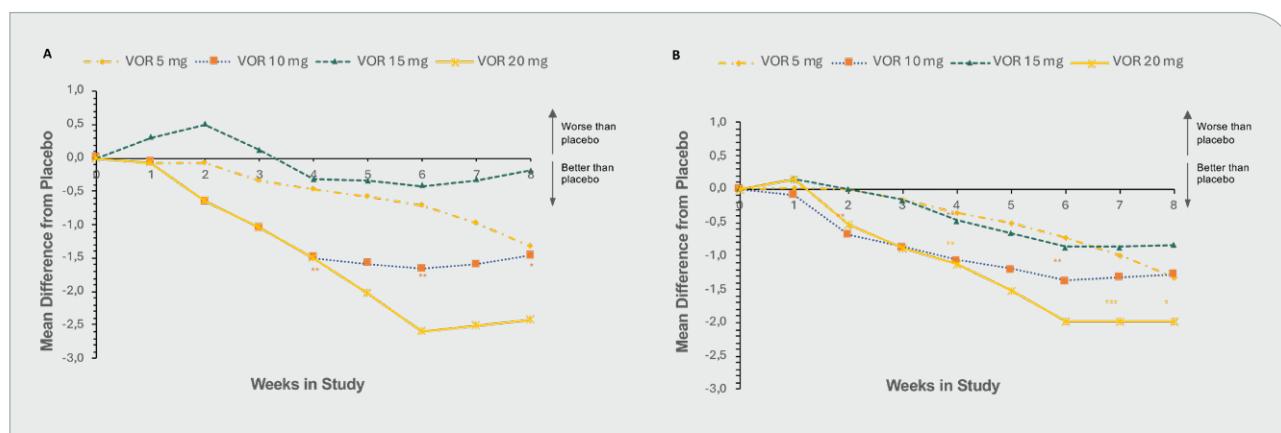 A
VOR 5 mg VOR 10 mg VOR 15 mg VOR 20 mg
Mean Difference from Placebo
1,0
0,5
0,0
-0,5
-1,0
-1,5
-2,0
-2,5
-3,0
0 1 2 3 4 5 6 7 8
** ** *
Worse than
placebo
Better than
placebo
Weeks in Study
B
VOR 5 mg VOR 10 mg VOR 15 mg VOR 20 mg
Mean Difference from Placebo
1,0
0,5
0,0
-0,5
-1,0
-1,5
-2,0
-2,5
-3,0
0 1 2 3 4 5 6 7 8
**
**
**
*** *
Worse than
placebo
Better than
placebo
Weeks in Study